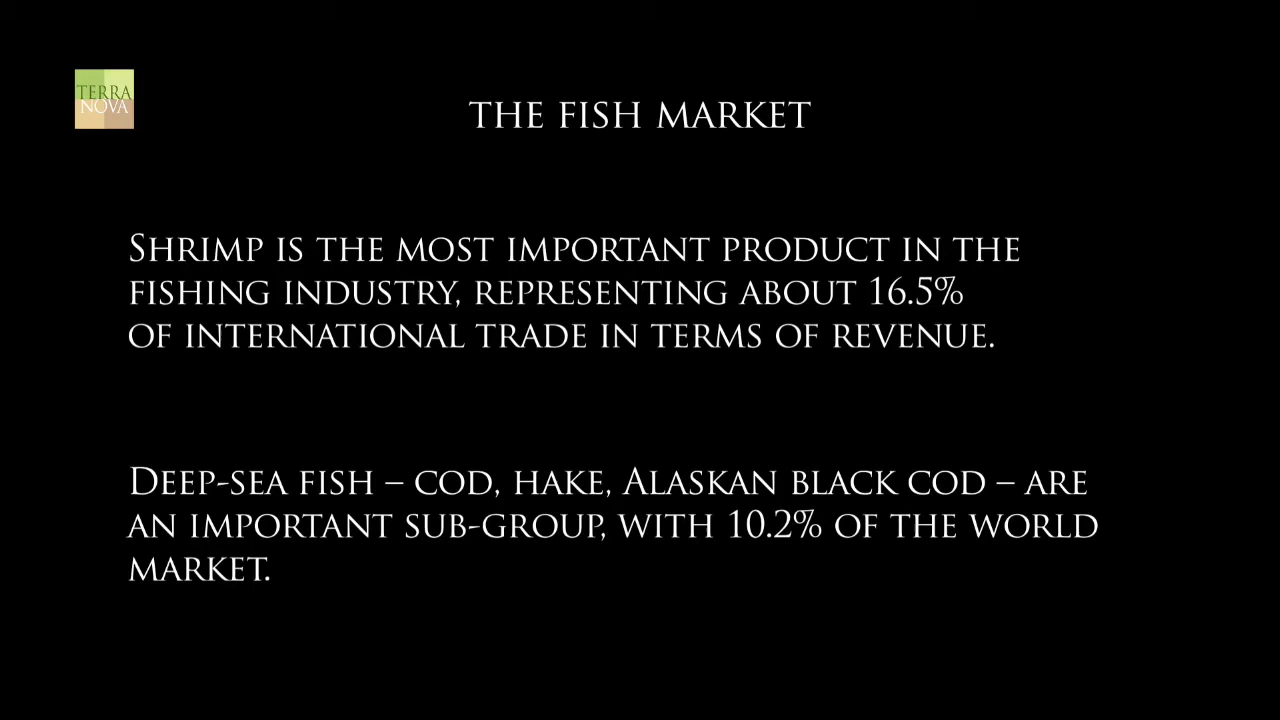 TERRA
NOVA
THE FISH MARKET
SHRIMP IS THE MOST IMPORTANT PRODUCT IN THE
FISHING INDUSTRY, REPRESENTING ABOUT 16.5%
OF INTERNATIONAL TRADE IN TERMS OF REVENUE.
DEEP-SEA FISH – COD, HAKE, ALASKAN BLACK COD – ARE
AN IMPORTANT SUB-GROUP, WITH 10.2% OF THE WORLD
MARKET.